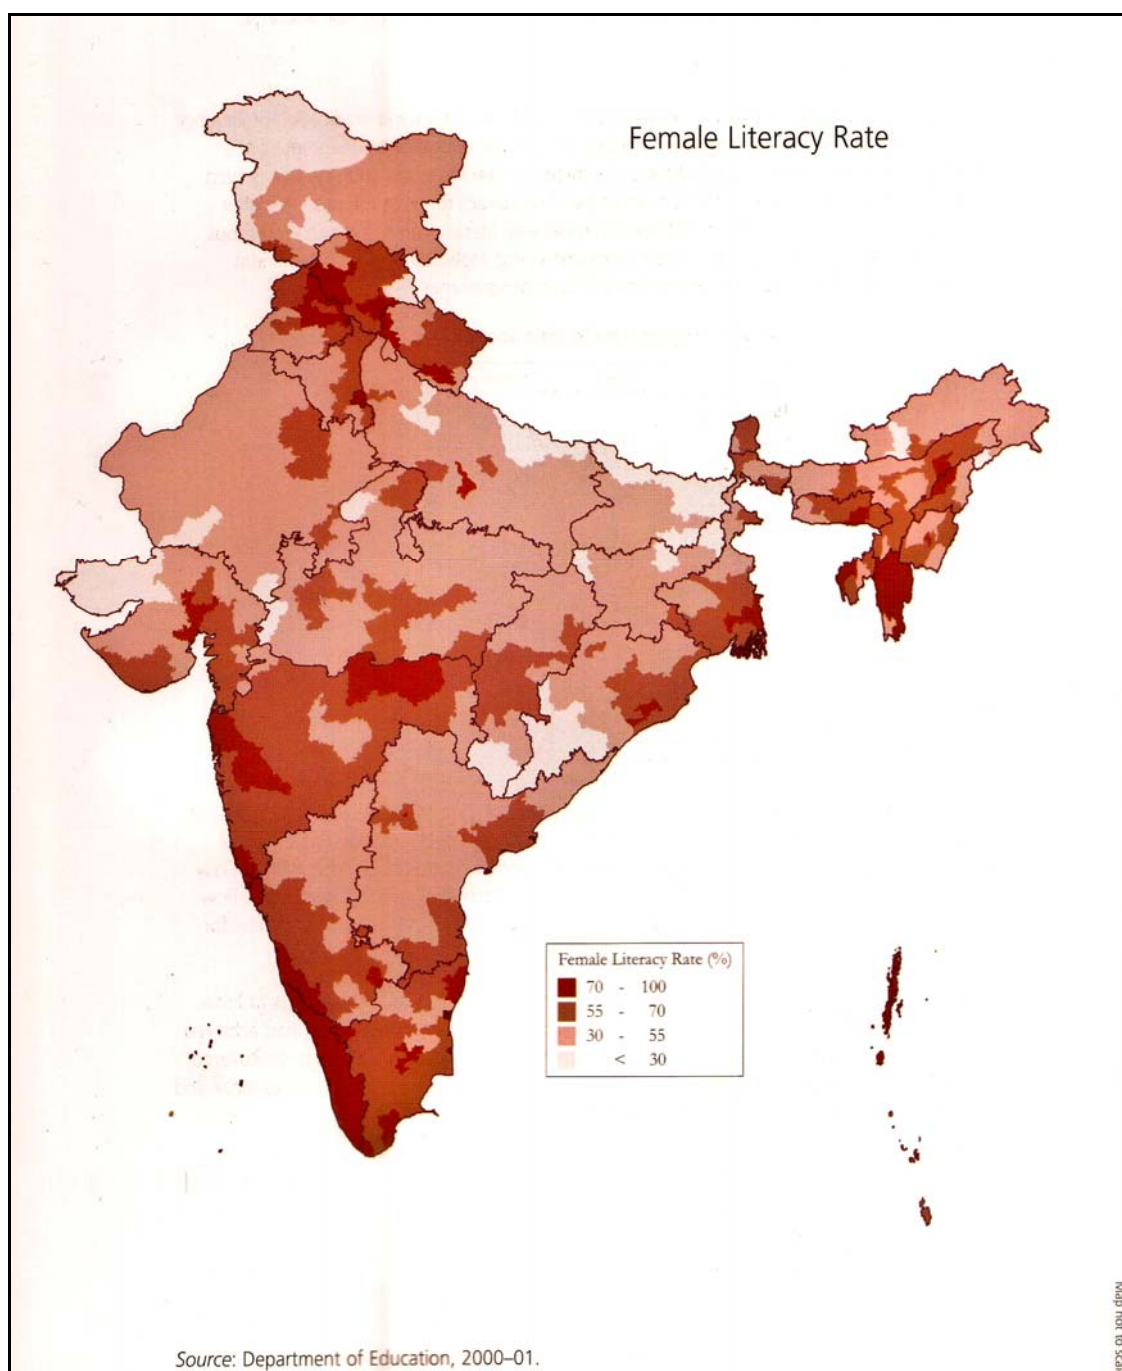 Female Literacy Rate
Female Literacy Rate (%)
70 - 100
55 - 70
30 - 55
< 30
Source: Department of Education, 2000–01.
Map not to